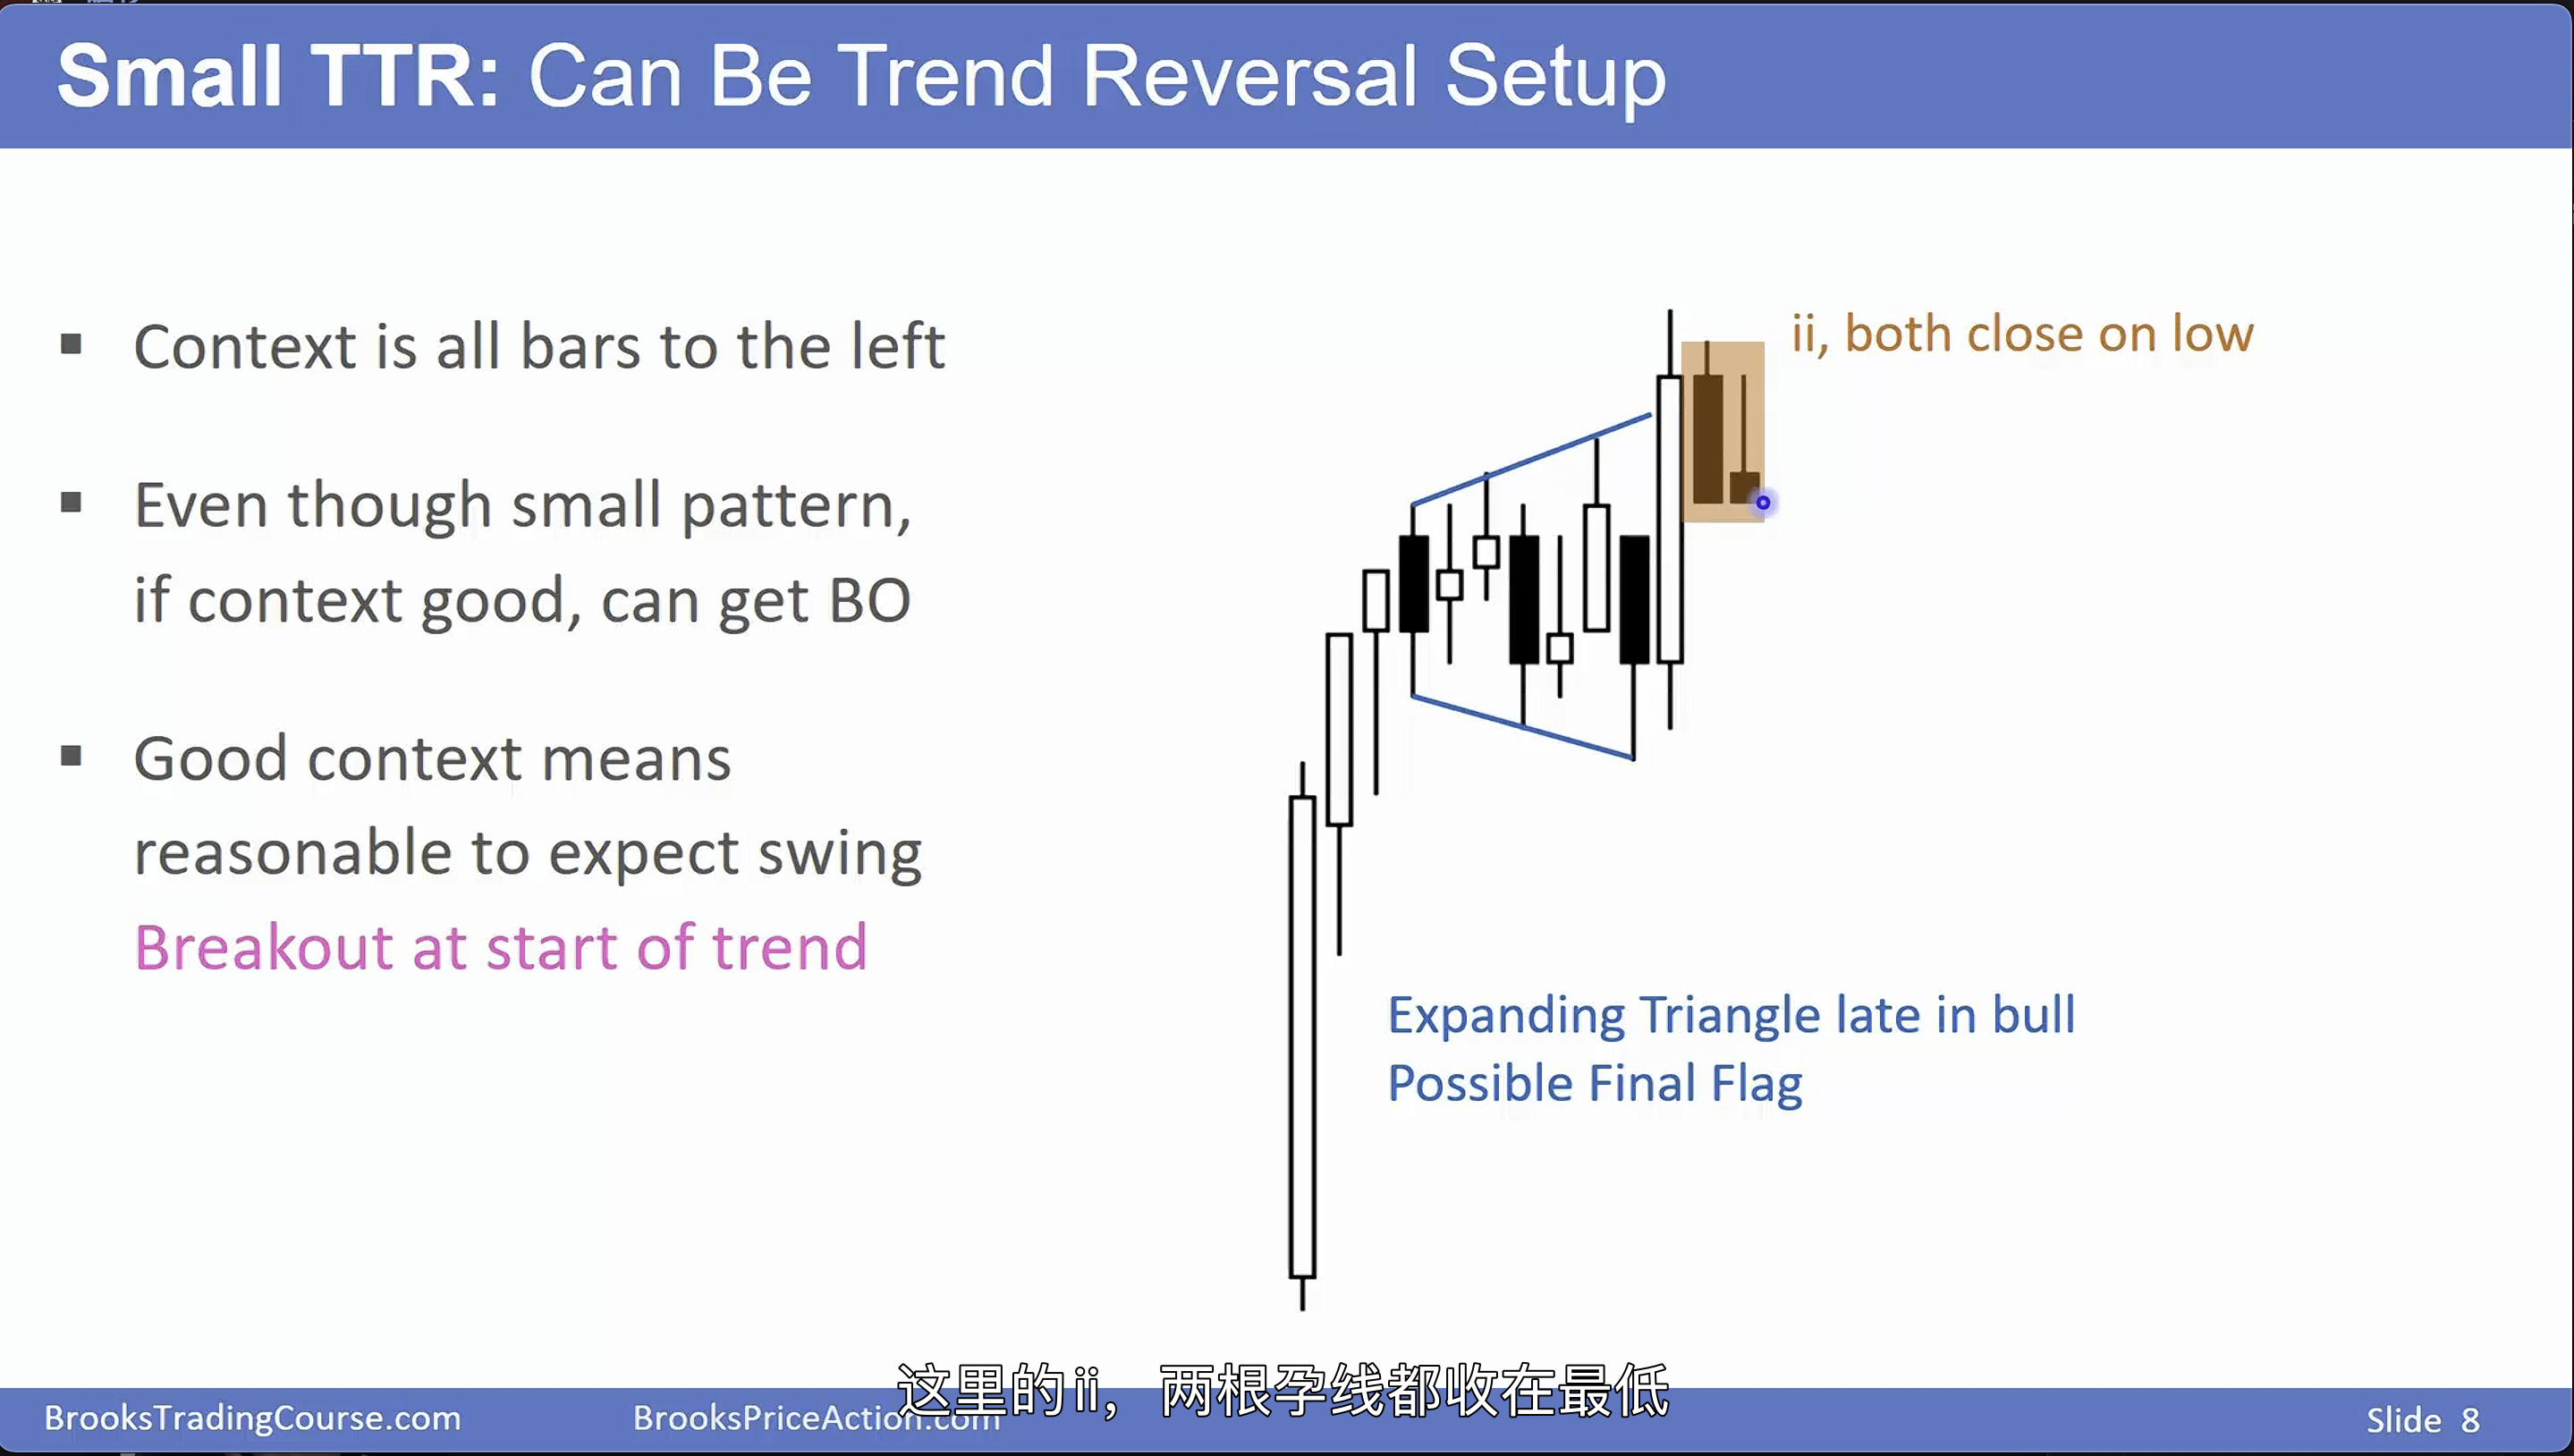 Small TTR: Can Be Trend Reversal Setup
▪ Context is all bars to the left
▪ Even though small pattern,
if context good, can get BO
▪ Good context means
reasonable to expect swing
Breakout at start of trend
ii, both close on low
Expanding Triangle late in bull
Possible Final Flag
这里的ii，两根孕线都收在最低
BrooksTradingCourse.com
BrooksPriceAction.com
Slide 8